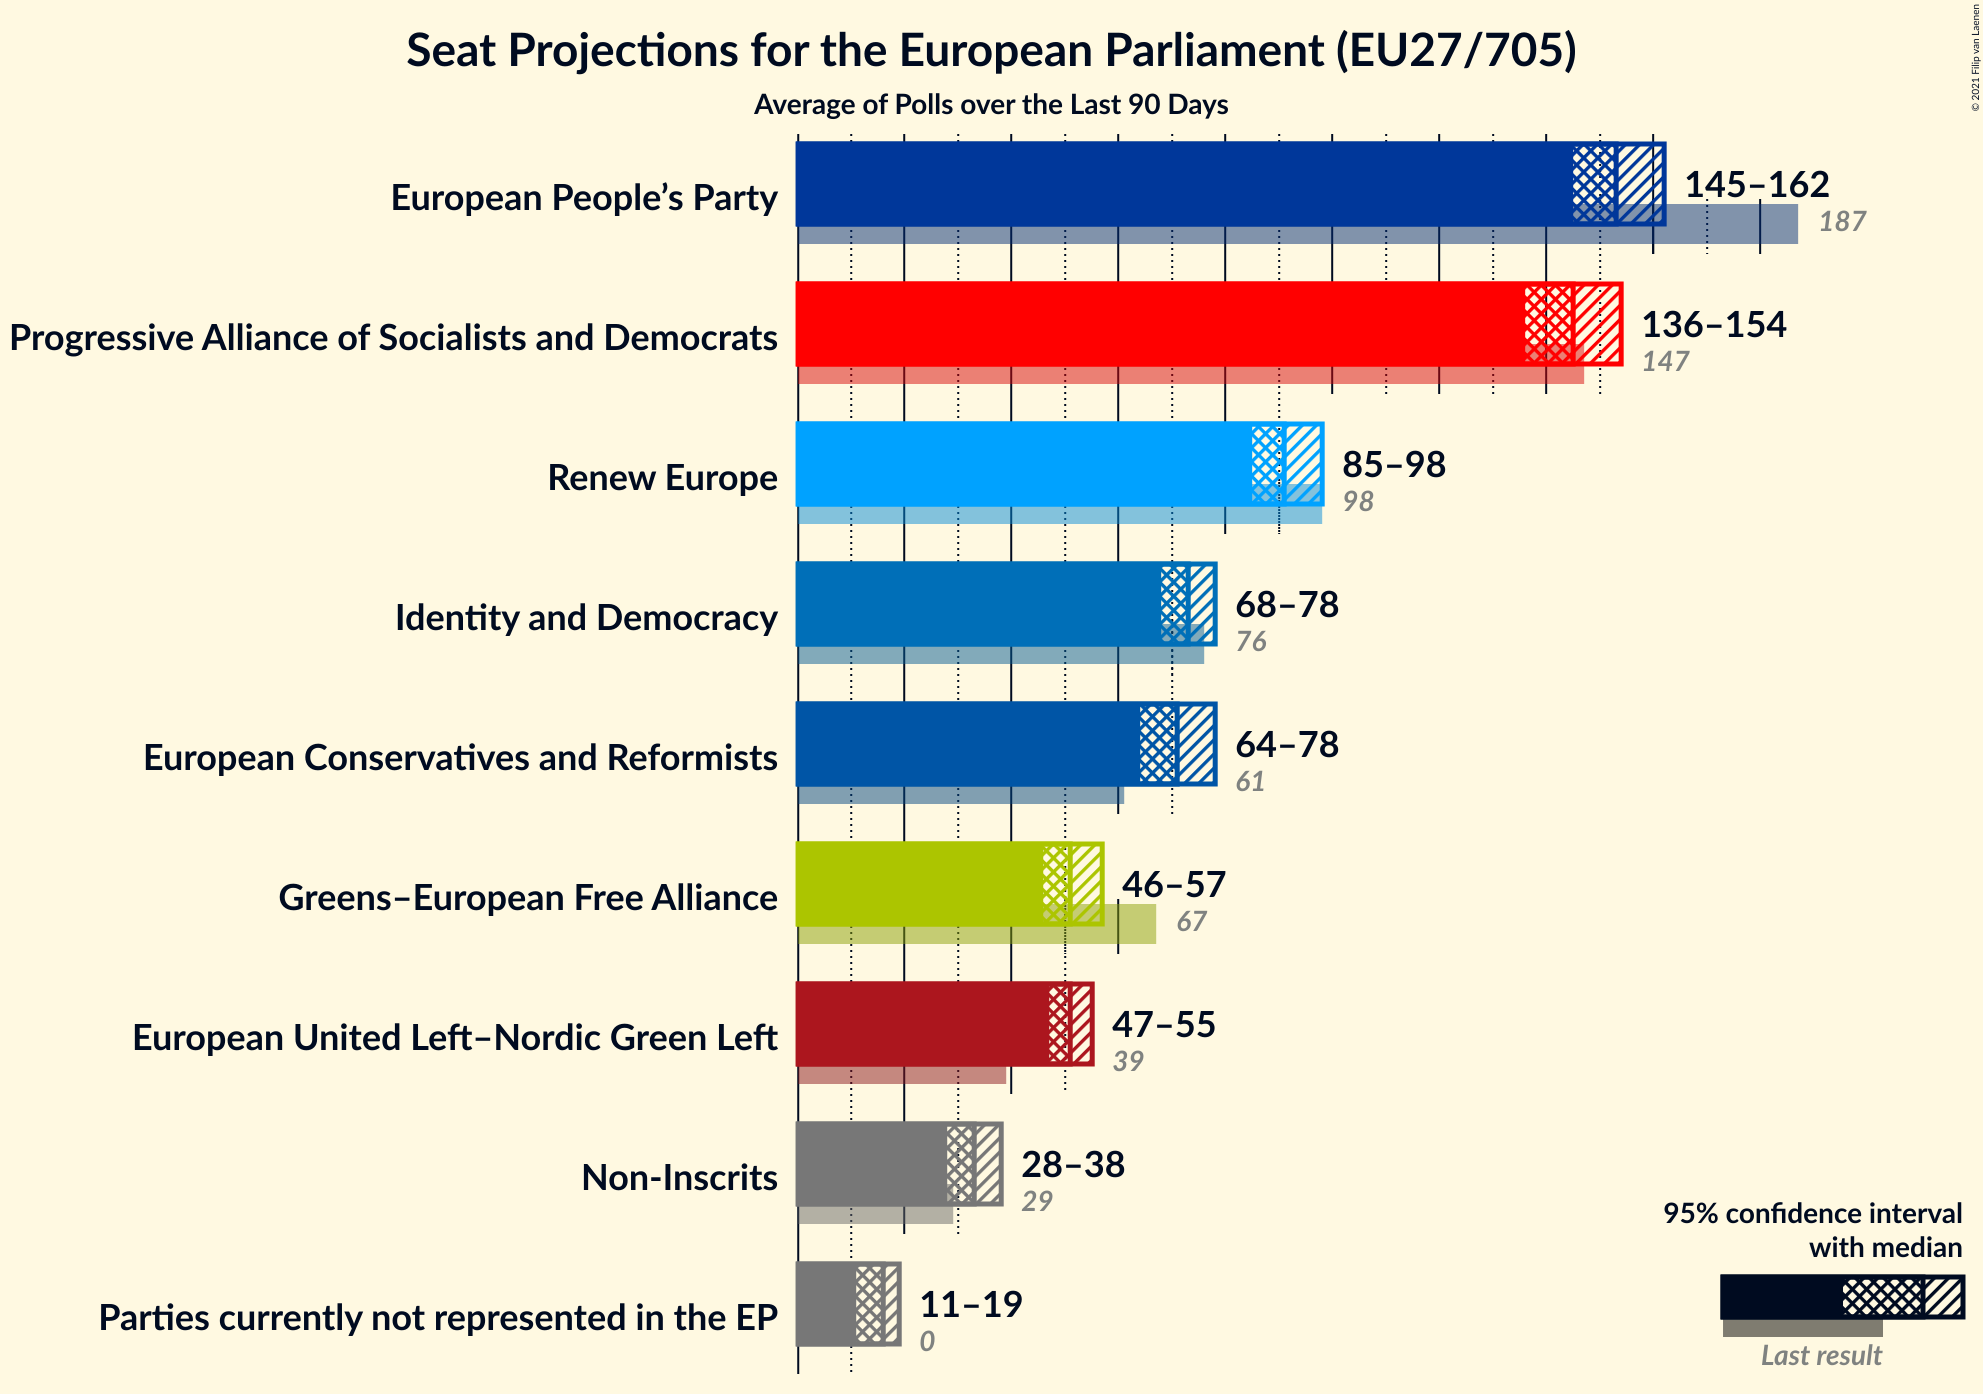 Seat Projections for the European Parliament (EU27/705)
Average of Polls over the Last 90 Days
© 2021 Filip van Laenen
European People’s Party
145–162
187
Progressive Alliance of Socialists and Democrats
136–154
147
Renew Europe
85–98
98
Identity and Democracy
68–78
76
European Conservatives and Reformists
64–78
61
Greens–European Free Alliance
46–57
67
European United Left–Nordic Green Left
47–55
39
Non-Inscrits
28–38
29
Parties currently not represented in the EP
11–19
0
95% confidence interval
with median
Last result